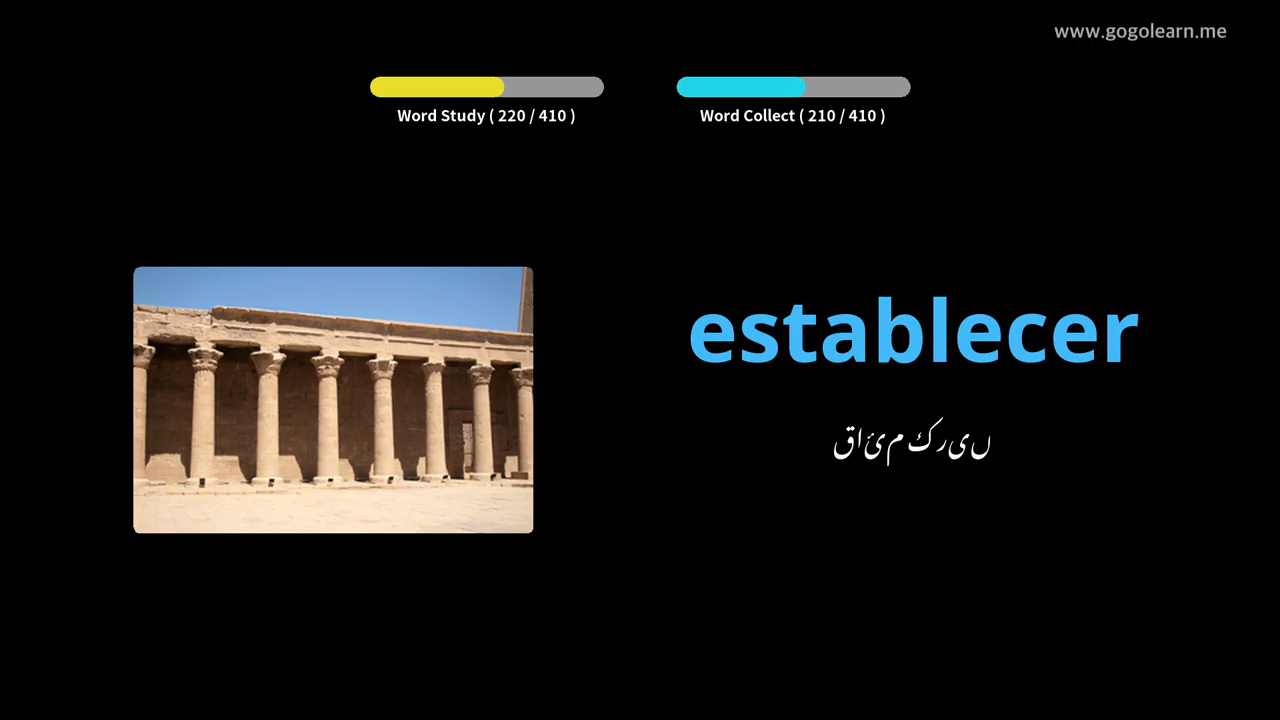 www.gogolearn.me
Word Study ( 220 / 410 )
Word Collect ( 210 / 410 )
establecer
قائم کریں